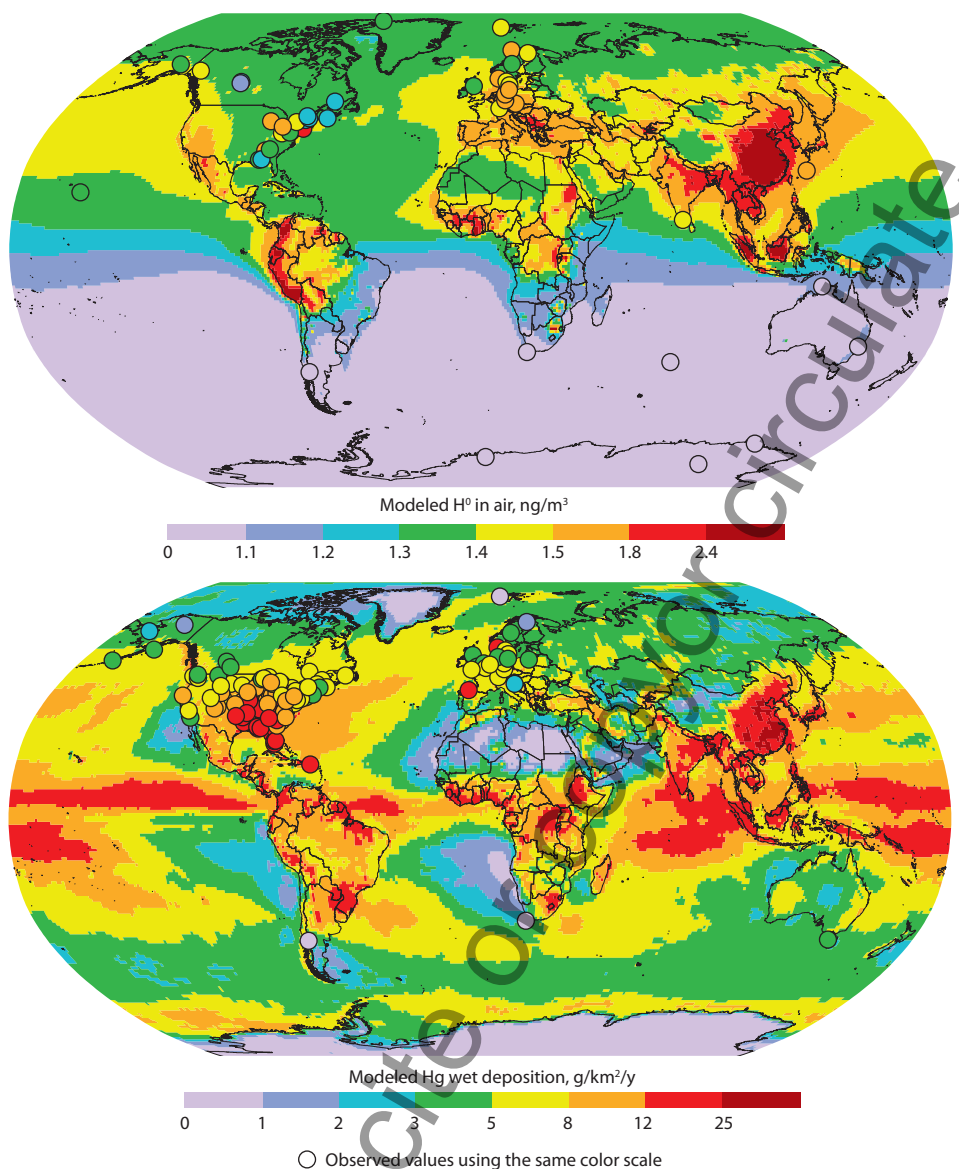 Modeled H⁰ in air, ng/m³
0 1.1 1.2 1.3 1.4 1.5 1.8 2.4
Modeled Hg wet deposition, g/km²/y
0 1 2 3 5 8 12 25
Observed values using the same color scale
cite or copy or circulate